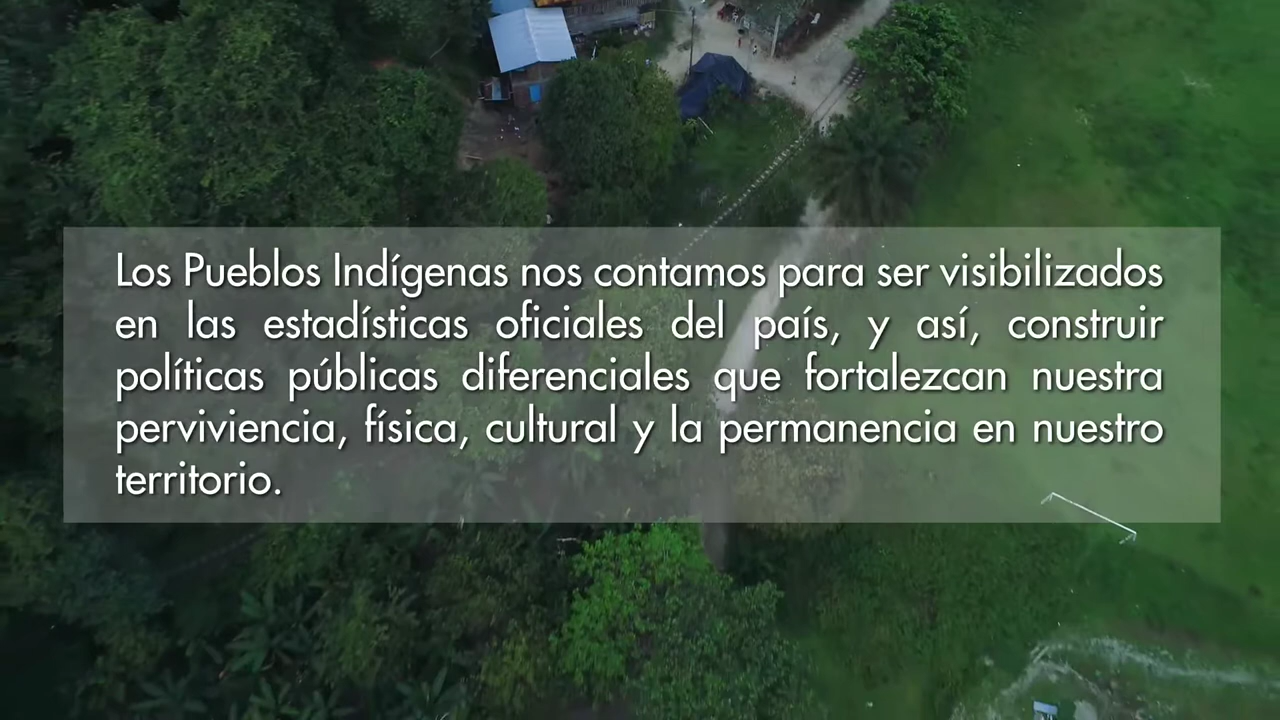 Los Pueblos Indígenas nos contamos para ser visibilizados
en las estadísticas oficiales del país, y así, construir
políticas públicas diferenciales que fortalezcan nuestra
perviviencia, física, cultural y la permanencia en nuestro
territorio.